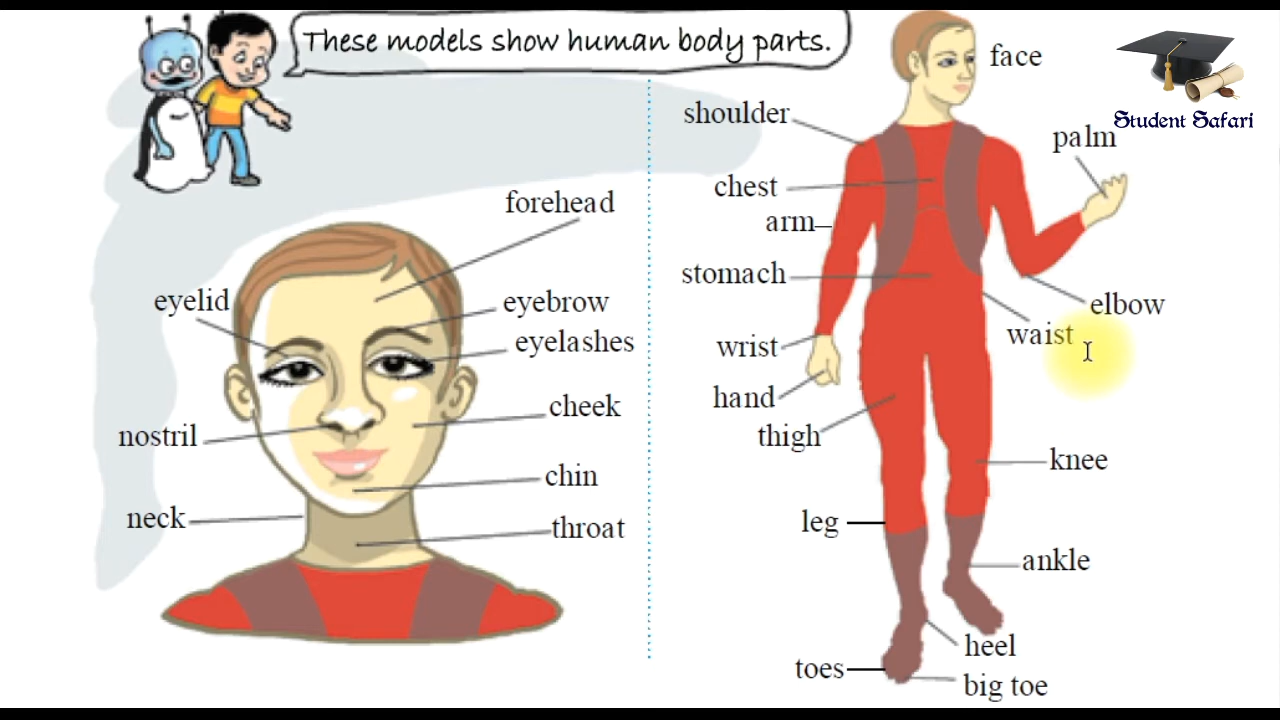 These models show human body parts.
Student Safari
forehead
eyelid
eyebrow
eyelashes
cheek
nostril
chin
neck
throat
face
shoulder
palm
chest
arm
stomach
elbow
waist
wrist
hand
thigh
knee
leg
ankle
heel
toes
big toe